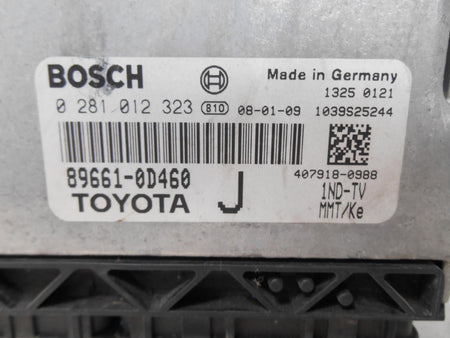 BOSCH Made in Germany
1325 0121
0 281 012 323 810 08-01-09 1039S25244
407918-0988
89661-0D460 1ND-TV
TOYOTA J MMT/Ke